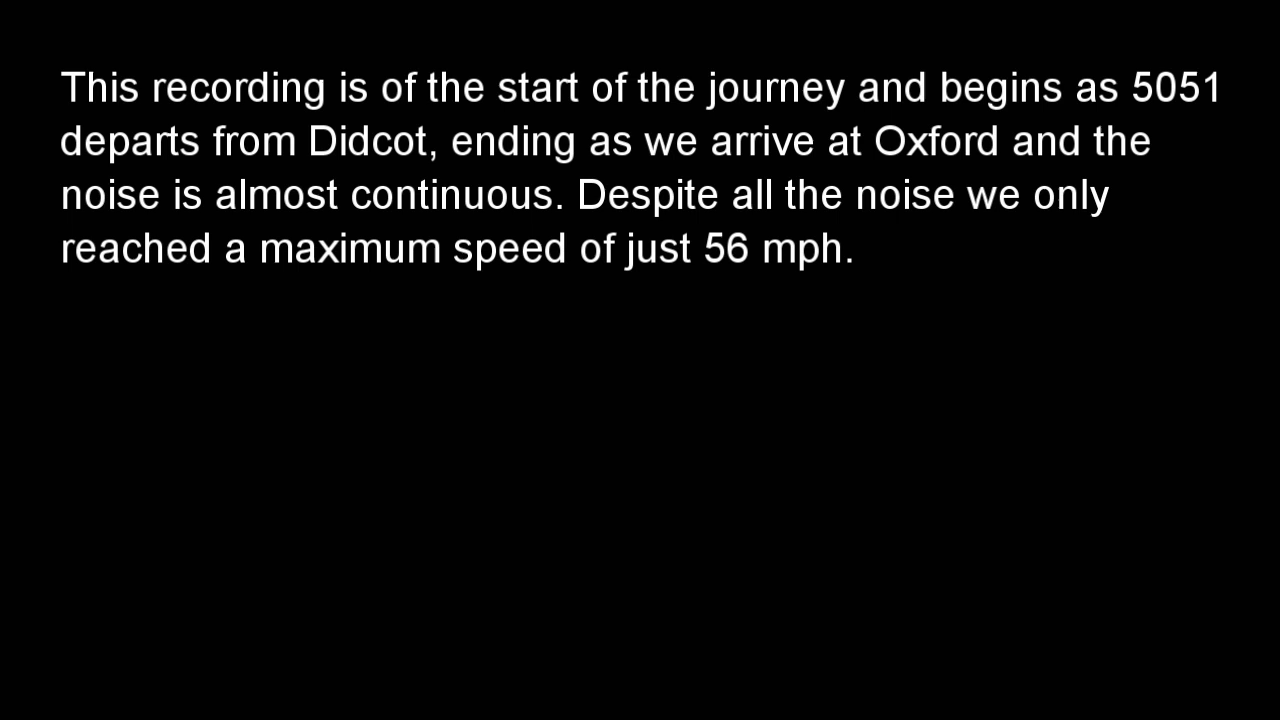 This recording is of the start of the journey and begins as 5051
departs from Didcot, ending as we arrive at Oxford and the
noise is almost continuous. Despite all the noise we only
reached a maximum speed of just 56 mph.